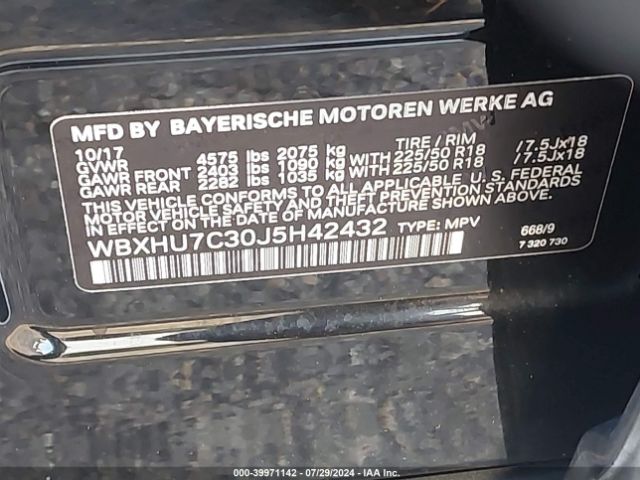 MFD BY BAYERISCHE MOTOREN WERKE AG
10/17 TIRE / RIM
GVWR 4575 lbs 2075 kg
GAWR FRONT 2403 lbs 1090 kg WITH 225/50 R18 / 7.5Jx18
GAWR REAR 2282 lbs 1035 kg WITH 225/50 R18 / 7.5Jx18
THIS VEHICLE CONFORMS TO ALL APPLICABLE U.S. FEDERAL
MOTOR VEHICLE SAFETY AND THEFT PREVENTION STANDARDS
IN EFFECT ON THE DATE OF MANUFACTURE SHOWN ABOVE.
WBXHU7C30J5H42432 TYPE: MPV 668/9
7 320 730
000-39971142 - 07/29/2024 - IAA Inc.